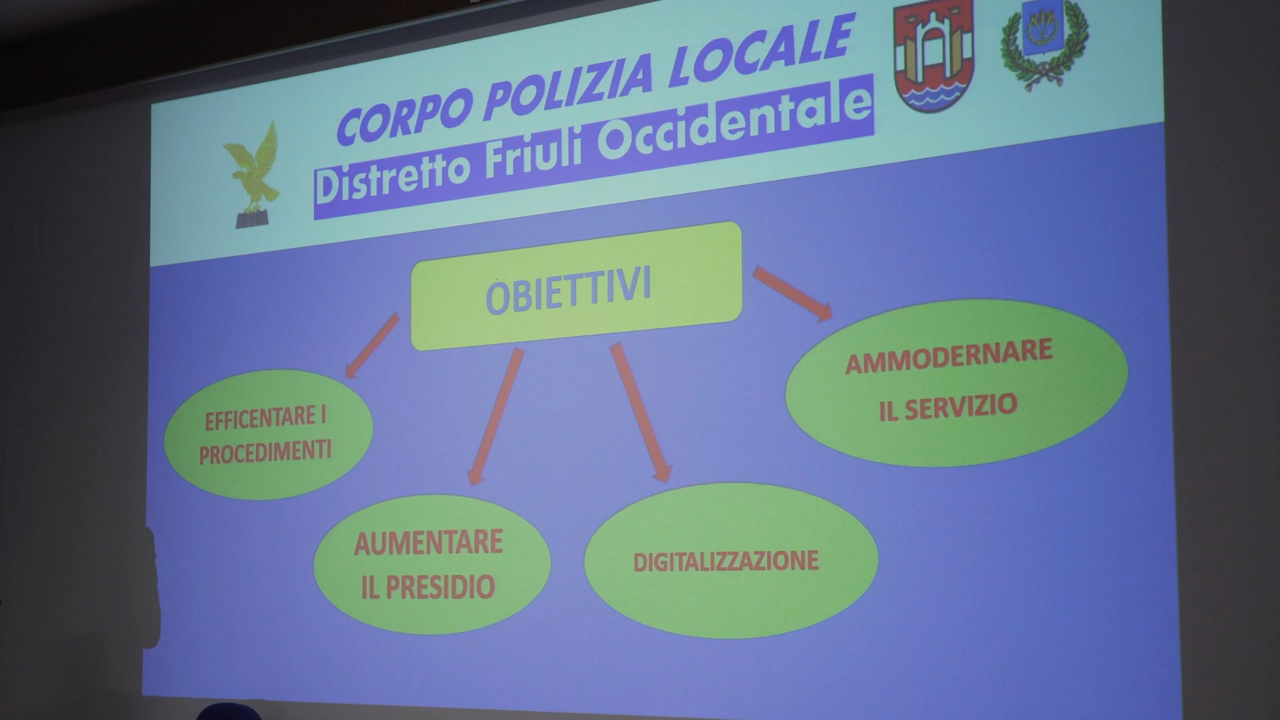 CORPO POLIZIA LOCALE
Distretto Friuli Occidentale
OBIETTIVI
EFFICENTARE I
PROCEDIMENTI
AUMENTARE
IL PRESIDIO
DIGITALIZZAZIONE
AMMODERNARE
IL SERVIZIO